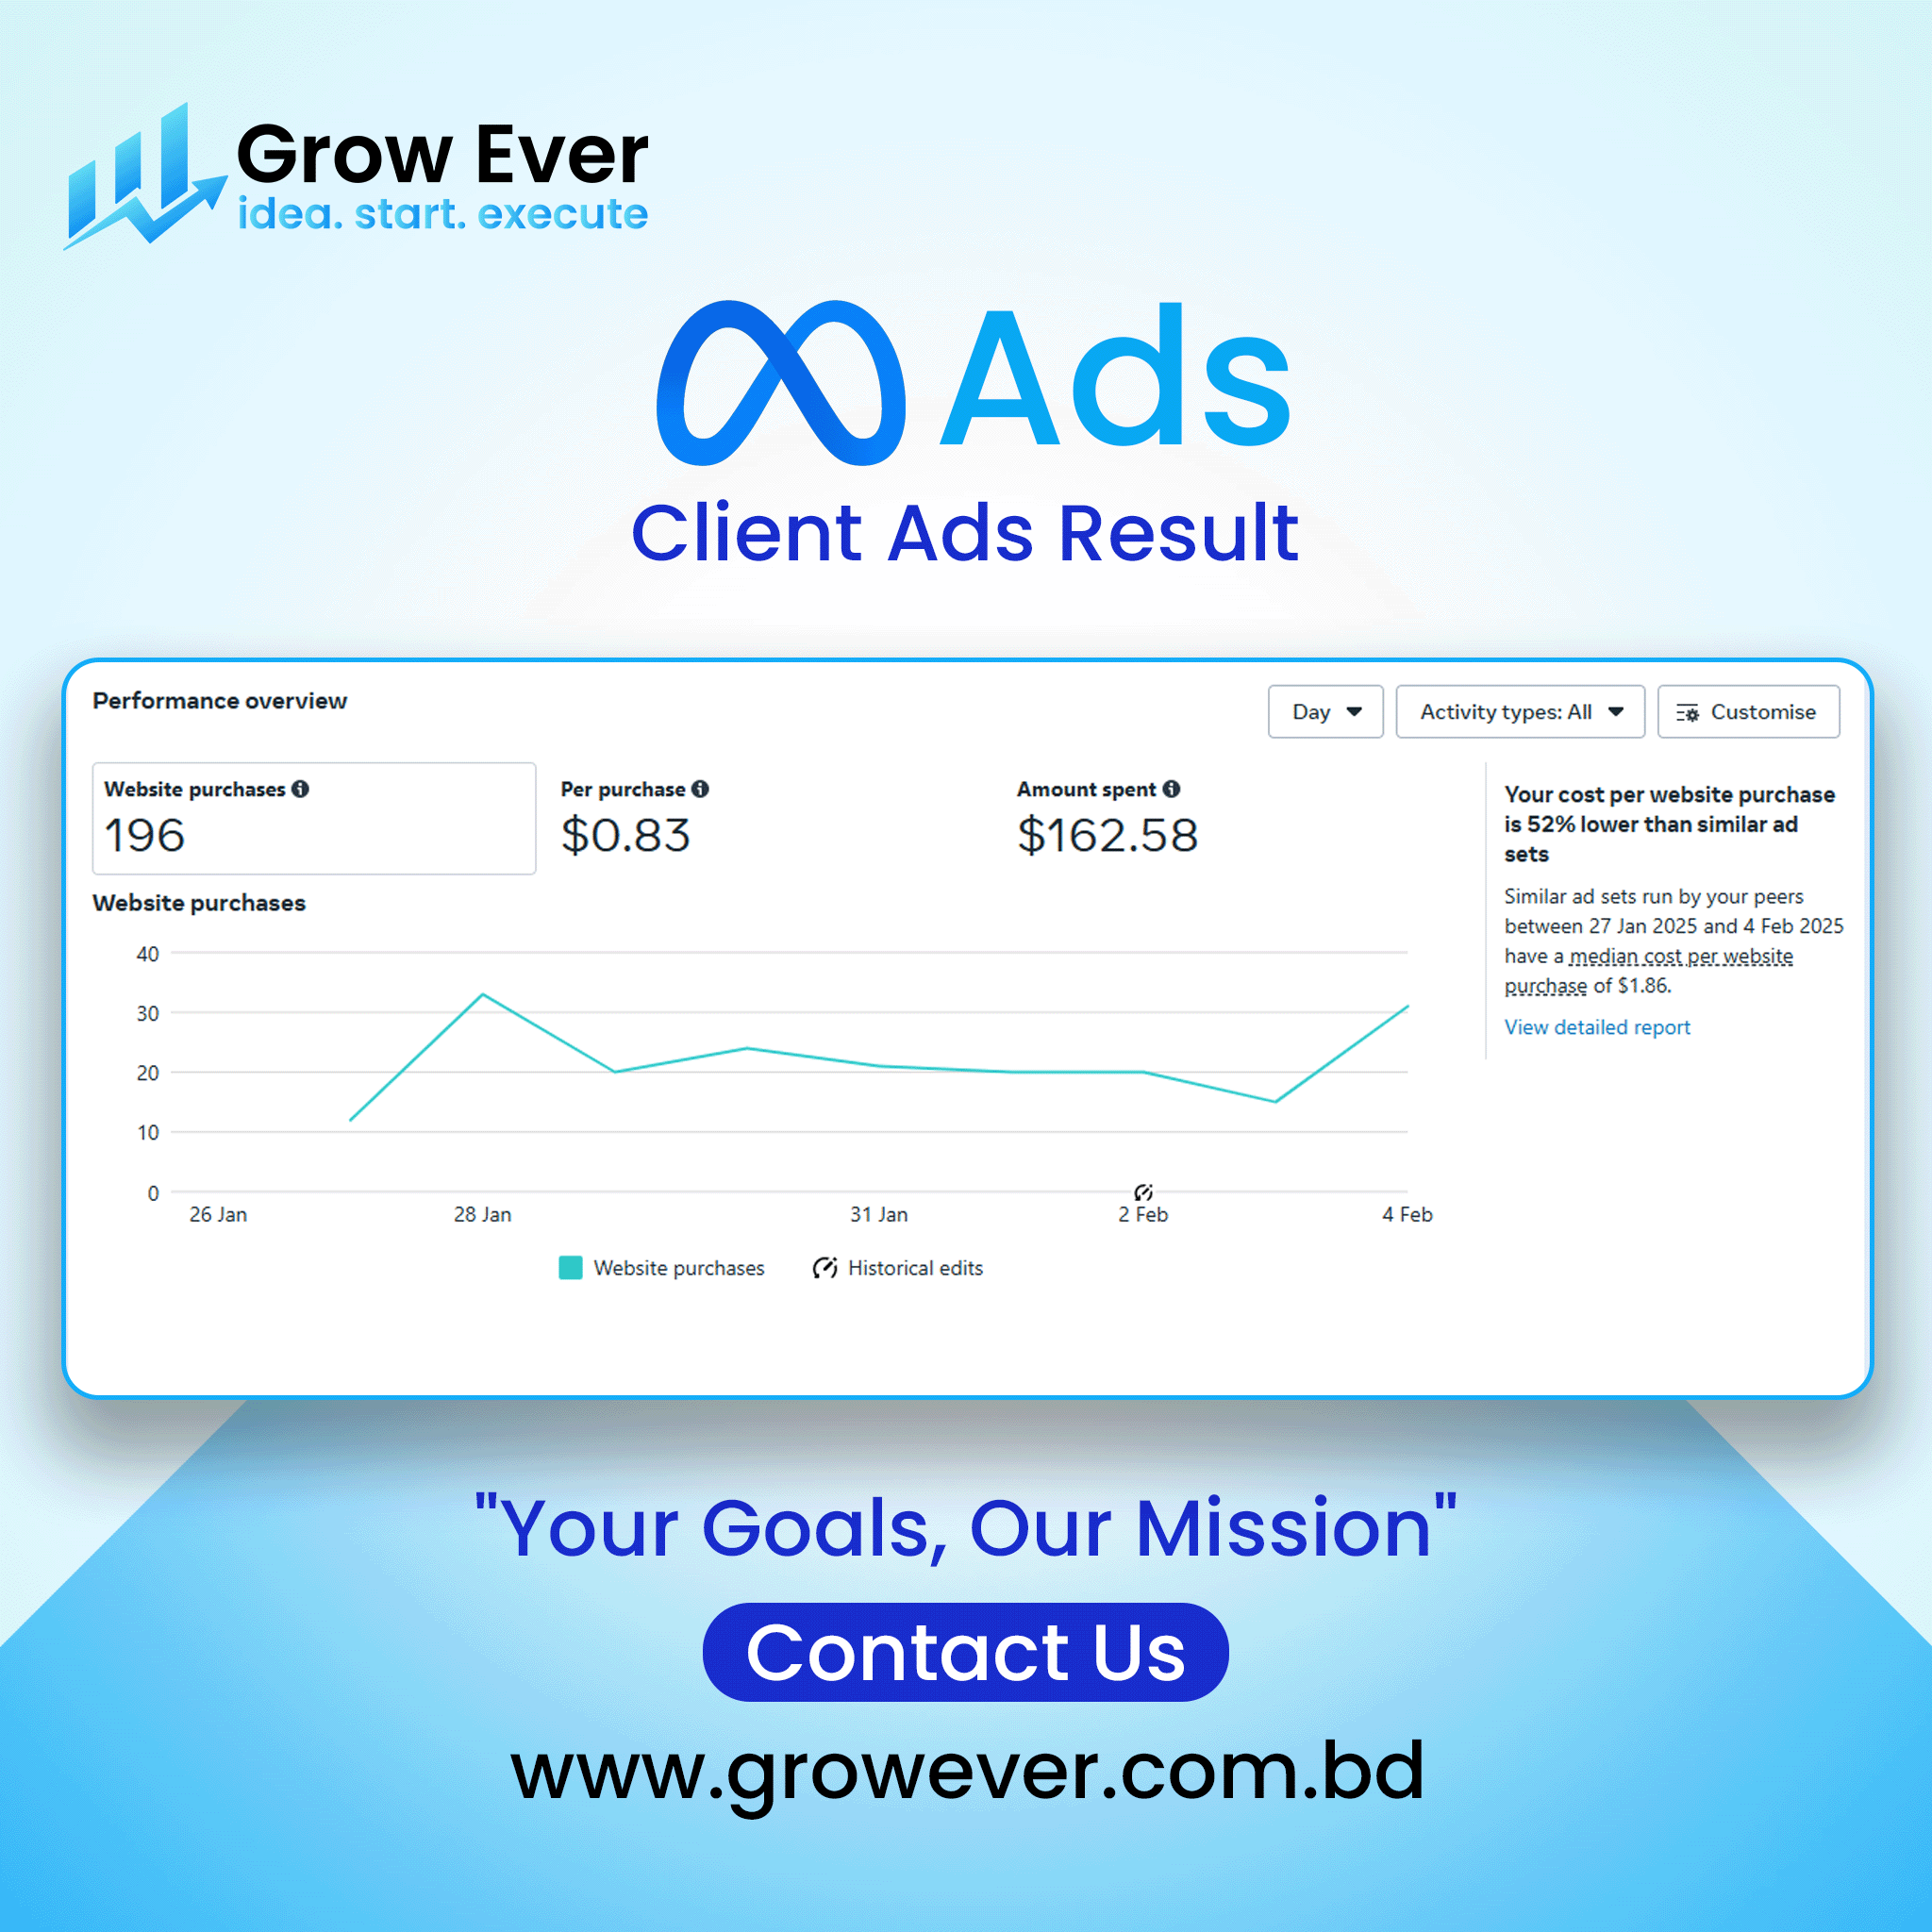 Grow Ever
idea. start. execute
Ads
Client Ads Result
Performance overview
Day
Activity types: All
Customise
Website purchases
196
Per purchase
$0.83
Amount spent
$162.58
Your cost per website purchase
is 52% lower than similar ad
sets
Similar ad sets run by your peers
between 27 Jan 2025 and 4 Feb 2025
have a median cost per website
purchase of $1.86.
View detailed report
Website purchases
40
30
20
10
0
26 Jan
28 Jan
31 Jan
2 Feb
4 Feb
Website purchases
Historical edits
"Your Goals, Our Mission"
Contact Us
www.growever.com.bd